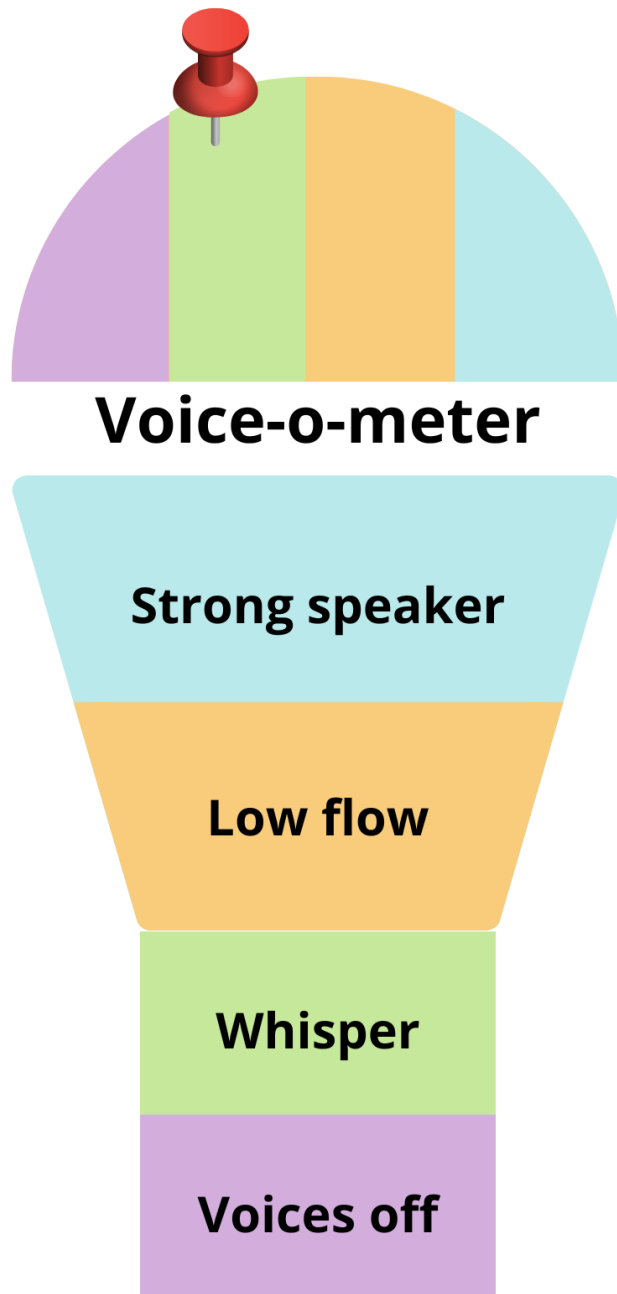 Voice-o-meter
Strong speaker
Low flow
Whisper
Voices off